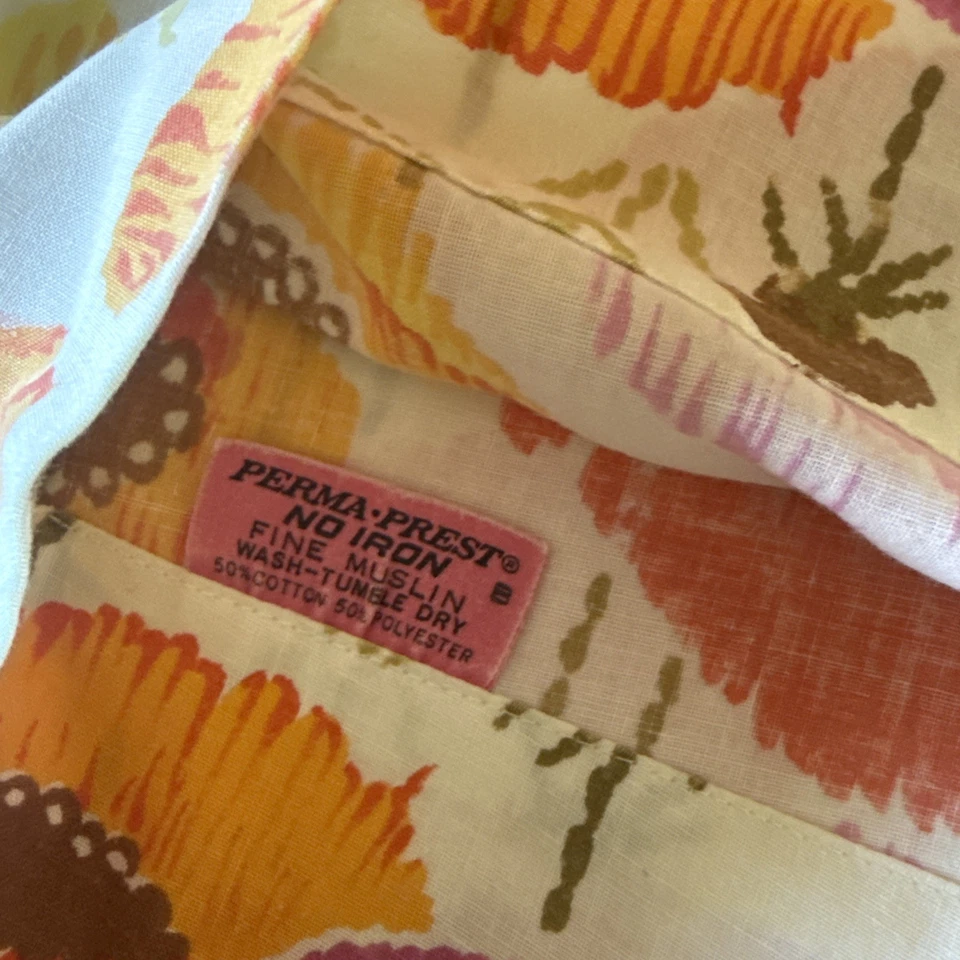 PERMA·PREST®
NO IRON
FINE MUSLIN B
WASH-TUMBLE DRY
50% COTTON 50% POLYESTER